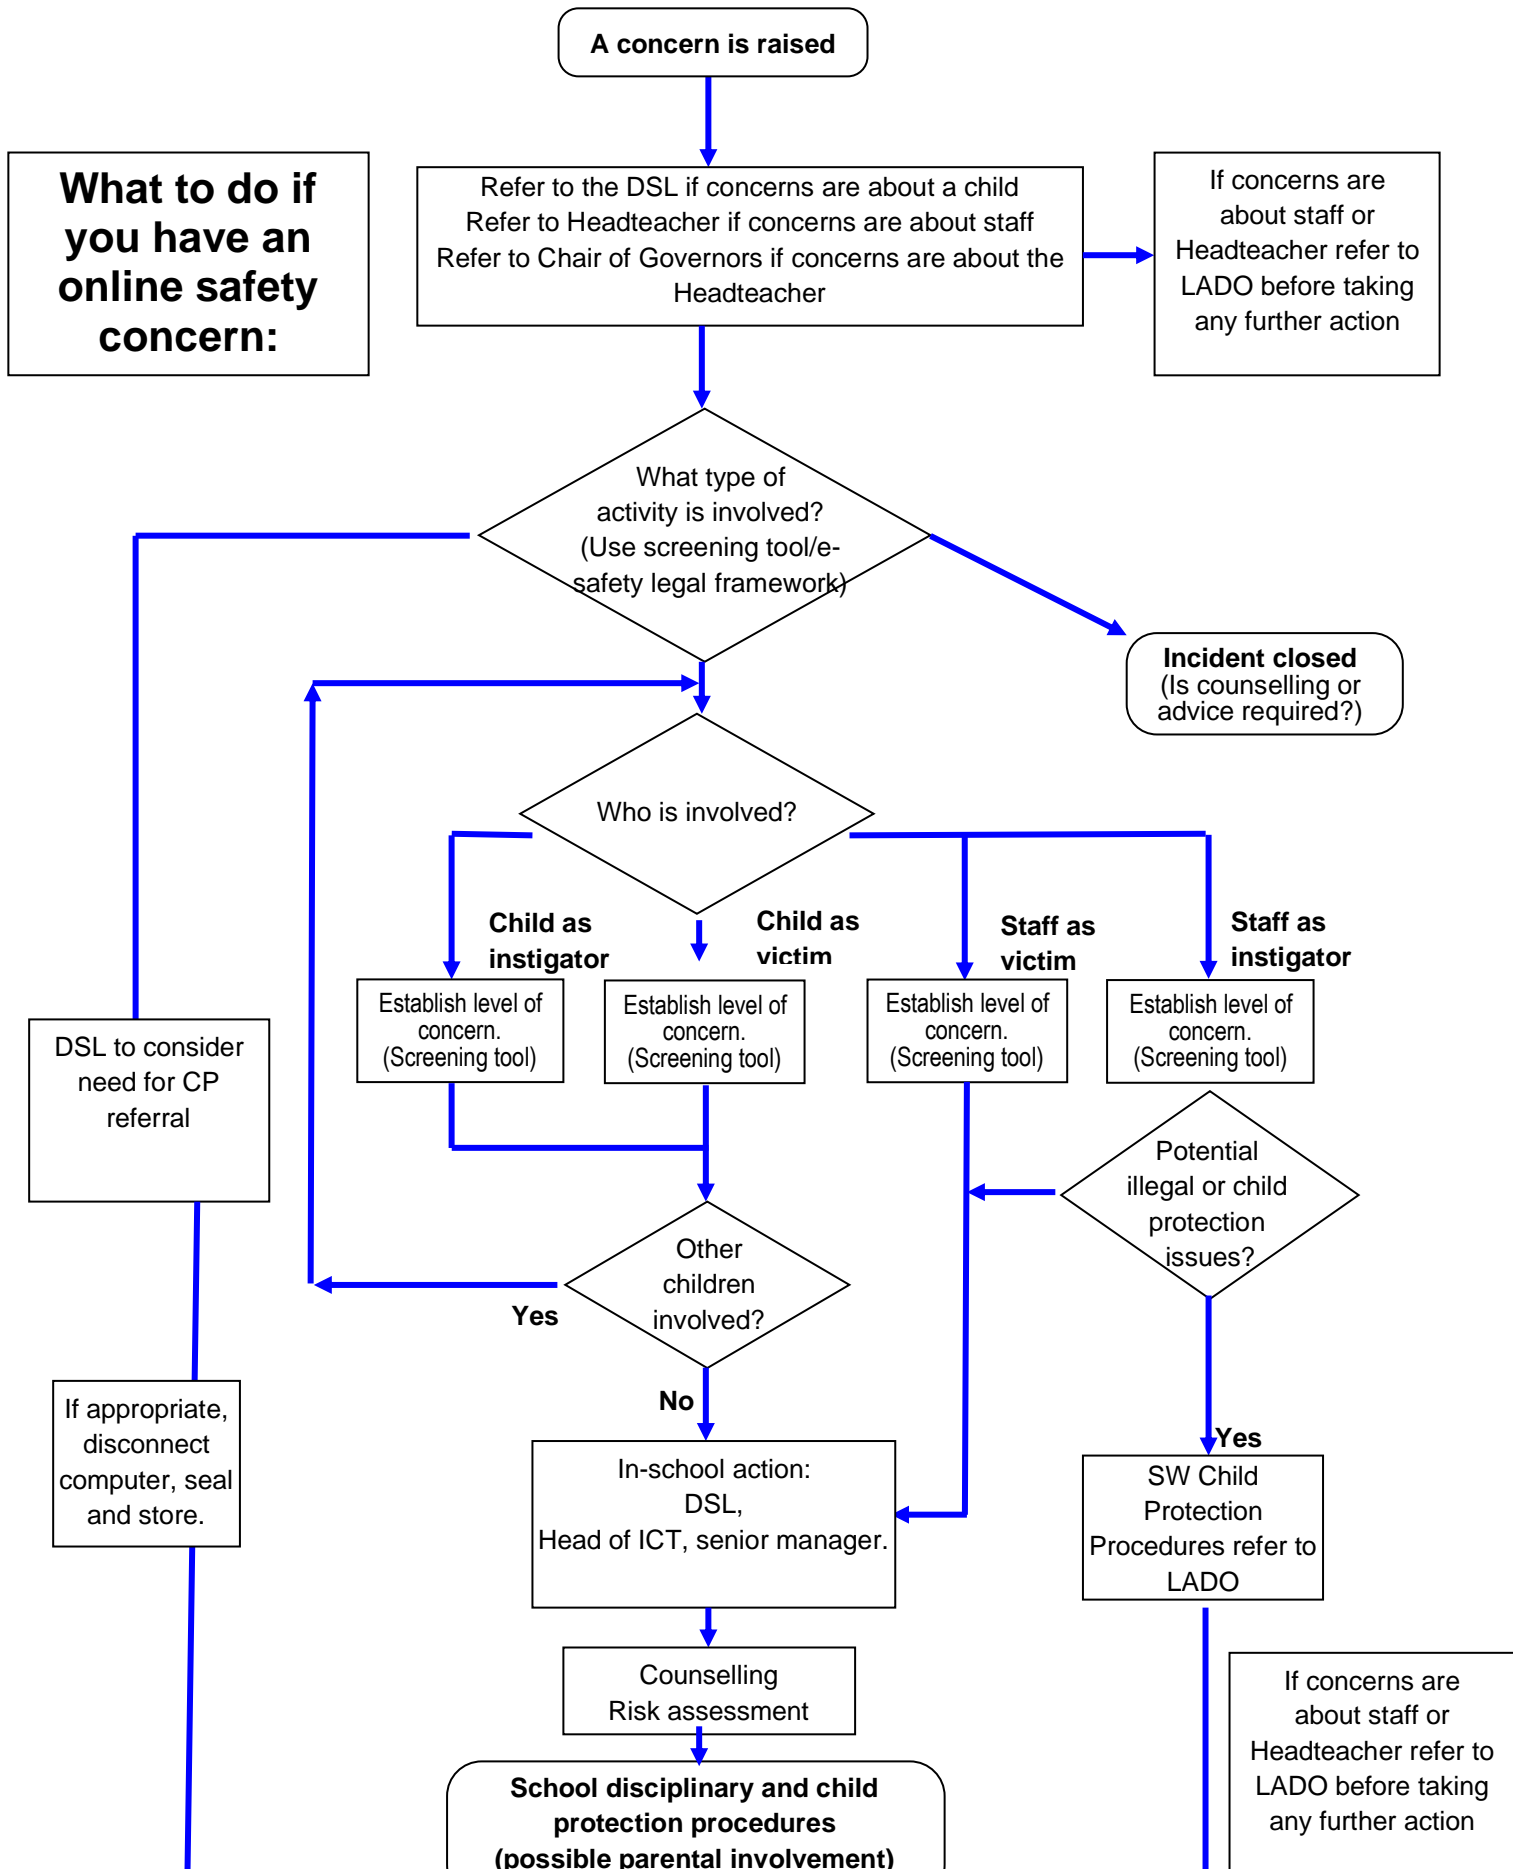 A concern is raised
What to do if
you have an
online safety
concern:
Refer to the DSL if concerns are about a child
Refer to Headteacher if concerns are about staff
Refer to Chair of Governors if concerns are about the
Headteacher
If concerns are
about staff or
Headteacher refer to
LADO before taking
any further action
What type of
activity is involved?
(Use screening tool/e-
safety legal framework)
Incident closed
(Is counselling or
advice required?)
Who is involved?
Child as
instigator
Child as
victim
Staff as
victim
Staff as
instigator
Establish level of
concern.
(Screening tool)
Establish level of
concern.
(Screening tool)
Establish level of
concern.
(Screening tool)
Establish level of
concern.
(Screening tool)
DSL to consider
need for CP
referral
Potential
illegal or child
protection
issues?
Other
children
involved?
Yes
No
If appropriate,
disconnect
computer, seal
and store.
Yes
In-school action:
DSL,
Head of ICT, senior manager.
SW Child
Protection
Procedures refer to
LADO
Counselling
Risk assessment
If concerns are
about staff or
Headteacher refer to
LADO before taking
any further action
School disciplinary and child
protection procedures
(possible parental involvement)